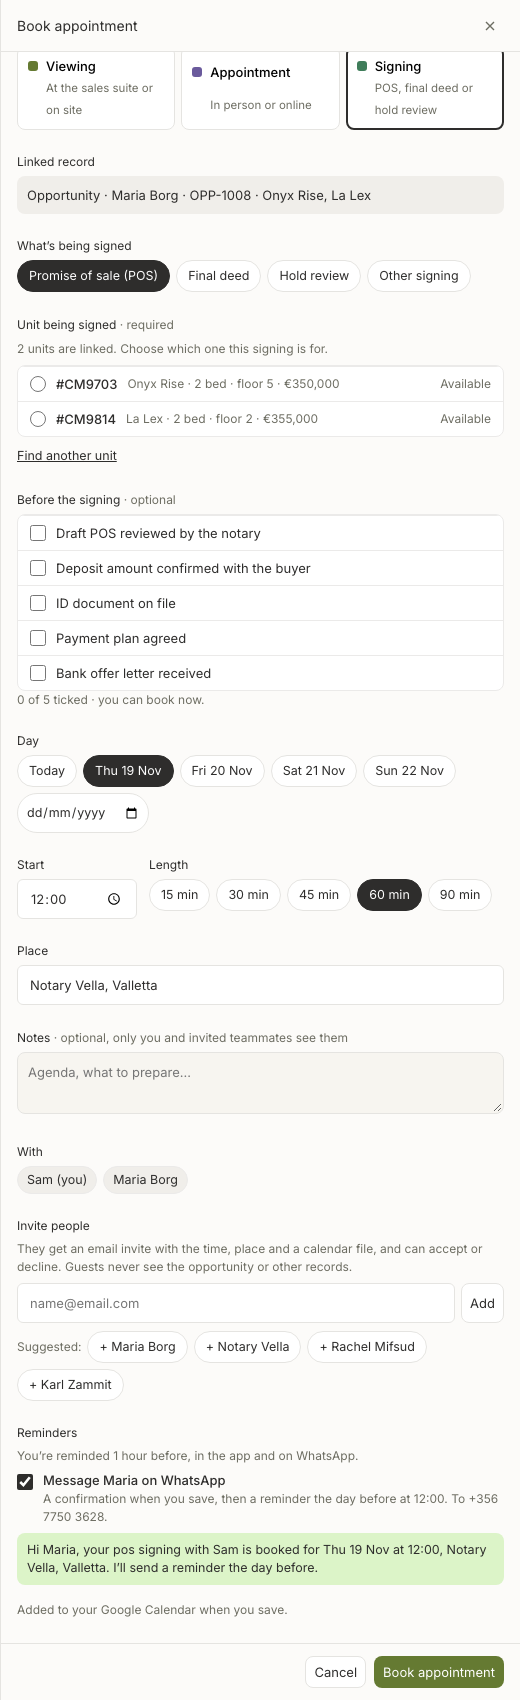 Book appointment
Viewing
At the sales suite or
on site
Appointment
In person or online
Signing
POS, final deed or
hold review
Linked record
Opportunity · Maria Borg · OPP-1008 · Onyx Rise, La Lex
What's being signed
Promise of sale (POS) Final deed Hold review Other signing
Unit being signed · required
2 units are linked. Choose which one this signing is for.
#CM9703 Onyx Rise · 2 bed · floor 5 · €350,000 Available
#CM9814 La Lex · 2 bed · floor 2 · €355,000 Available
Find another unit
Before the signing · optional
Draft POS reviewed by the notary
Deposit amount confirmed with the buyer
ID document on file
Payment plan agreed
Bank offer letter received
0 of 5 ticked · you can book now.
Day
Today Thu 19 Nov Fri 20 Nov Sat 21 Nov Sun 22 Nov
dd/mm/yyyy
Start Length
12:00 15 min 30 min 45 min 60 min 90 min
Place
Notary Vella, Valletta
Notes · optional, only you and invited teammates see them
Agenda, what to prepare...
With
Sam (you) Maria Borg
Invite people
They get an email invite with the time, place and a calendar file, and can accept or
decline. Guests never see the opportunity or other records.
name@email.com Add
Suggested: + Maria Borg + Notary Vella + Rachel Mifsud
+ Karl Zammit
Reminders
You're reminded 1 hour before, in the app and on WhatsApp.
Message Maria on WhatsApp
A confirmation when you save, then a reminder the day before at 12:00. To +356
7750 3628.
Hi Maria, your pos signing with Sam is booked for Thu 19 Nov at 12:00, Notary
Vella, Valletta. I'll send a reminder the day before.
Added to your Google Calendar when you save.
Cancel Book appointment